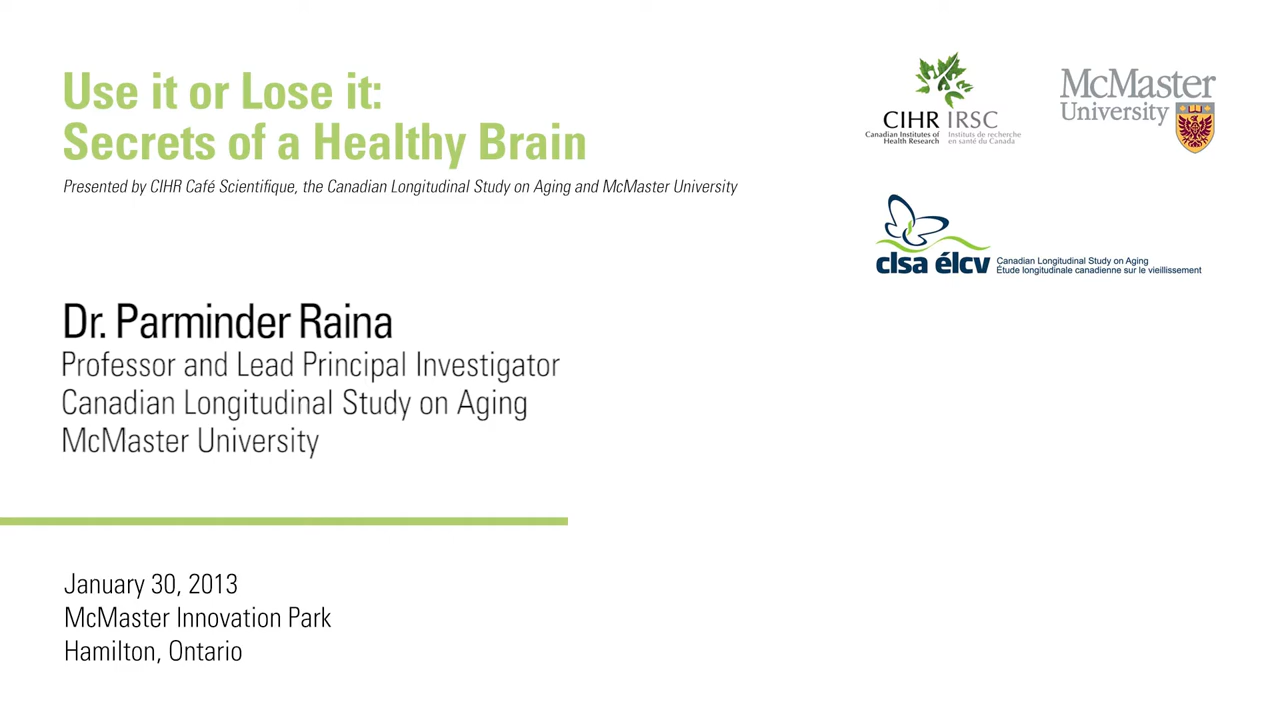 Use it or Lose it:
Secrets of a Healthy Brain
Presented by CIHR Café Scientifique, the Canadian Longitudinal Study on Aging and McMaster University
CIHR IRSC
Canadian Institutes of Instituts de recherche
Health Research en santé du Canada
McMaster
University
clsa élcv
Canadian Longitudinal Study on Aging
Étude longitudinale canadienne sur le vieillissement
Dr. Parminder Raina
Professor and Lead Principal Investigator
Canadian Longitudinal Study on Aging
McMaster University
January 30, 2013
McMaster Innovation Park
Hamilton, Ontario